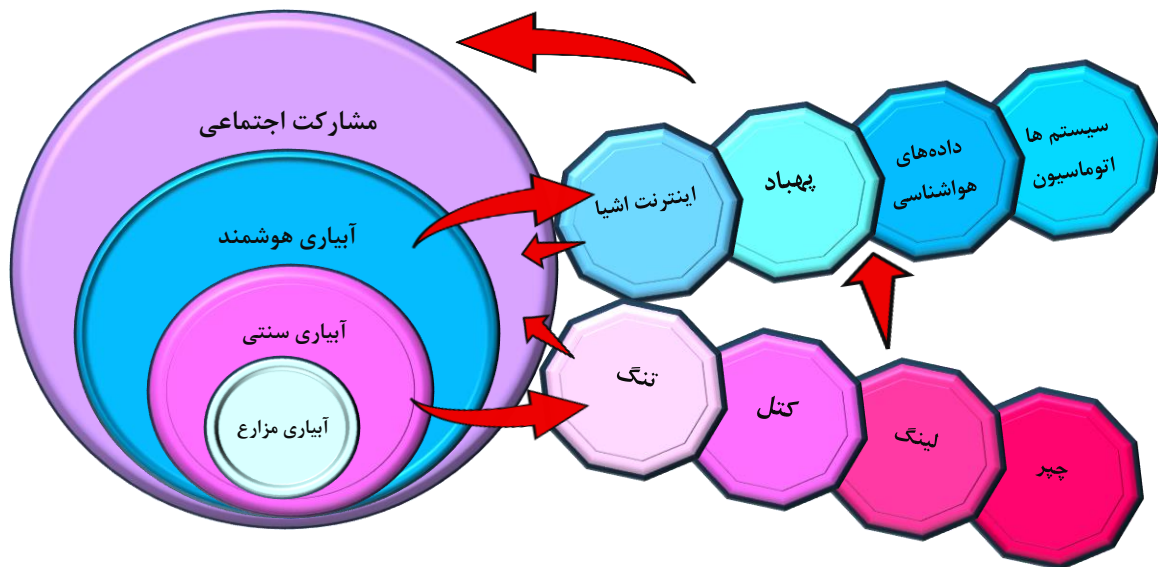 مشارکت اجتماعی
آبیاری هوشمند
آبیاری سنتی
آبیاری مزارع
سیستم ها
اتوماسیون
داده‌های
هواشناسی
پهباد
اینترنت اشیا
تنگ
کتل
لینگ
چپر